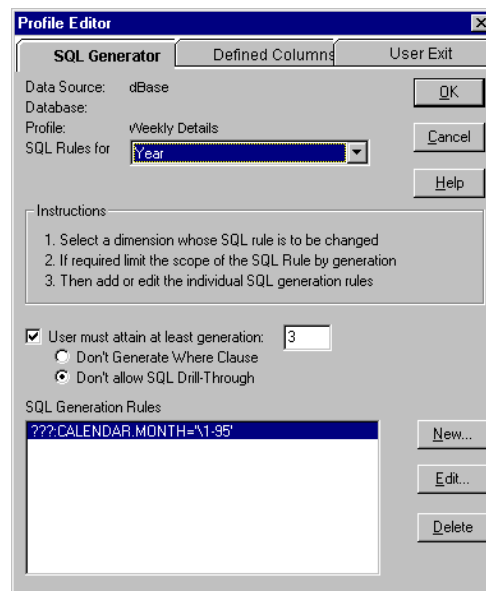 Profile Editor
SQL Generator Defined Columns User Exit
Data Source: dBase
Database:
Profile: Weekly Details
SQL Rules for Year
OK
Cancel
Help
Instructions
1. Select a dimension whose SQL rule is to be changed
2. If required limit the scope of the SQL Rule by generation
3. Then add or edit the individual SQL generation rules
User must attain at least generation: 3
Don't Generate Where Clause
Don't allow SQL Drill-Through
SQL Generation Rules
???:CALENDAR.MONTH='\1-95'
New...
Edit...
Delete